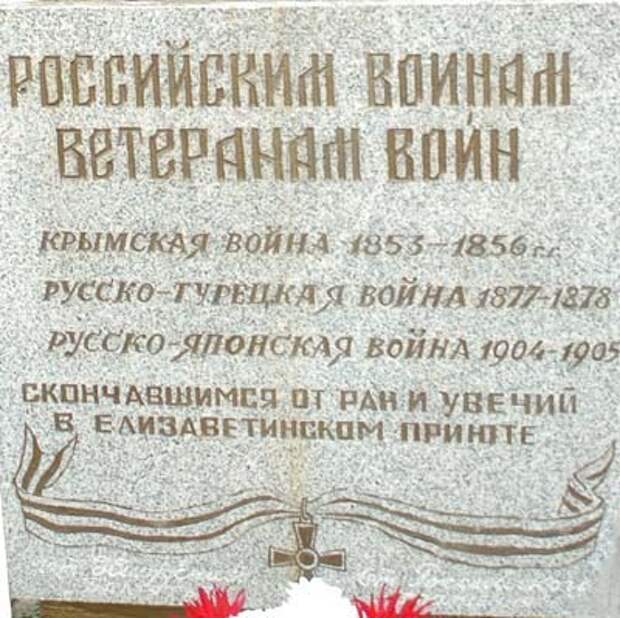 РОССИЙСКИМ ВОИНАМ
ВЕТЕРАНАМ ВОЙН
КРЫМСКАЯ ВОЙНА 1853-1856 г.г.
РУССКО-ТУРЕЦКАЯ ВОЙНА 1877-1878
РУССКО-ЯПОНСКАЯ ВОЙНА 1904-1905
СКОНЧАВШИМСЯ ОТ РАН И УВЕЧИЙ
В ЕЛИЗАВЕТИНСКОМ ПРИЮТЕ